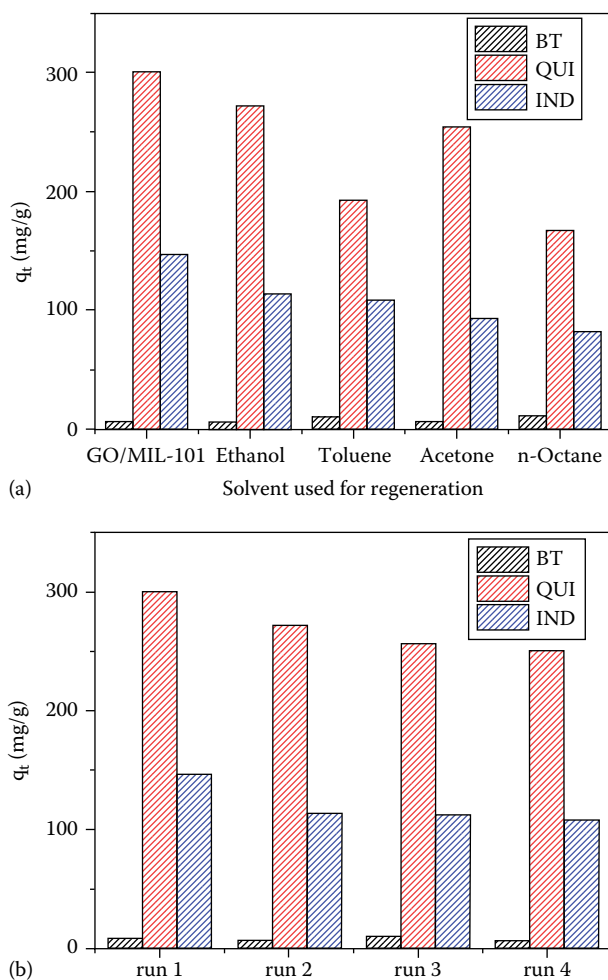 300
200
100
0
q_t (mg/g)
BT
QUI
IND
GO/MIL-101 Ethanol Toluene Acetone n-Octane
(a) Solvent used for regeneration
300
200
100
0
q_t (mg/g)
BT
QUI
IND
run 1 run 2 run 3 run 4
(b)